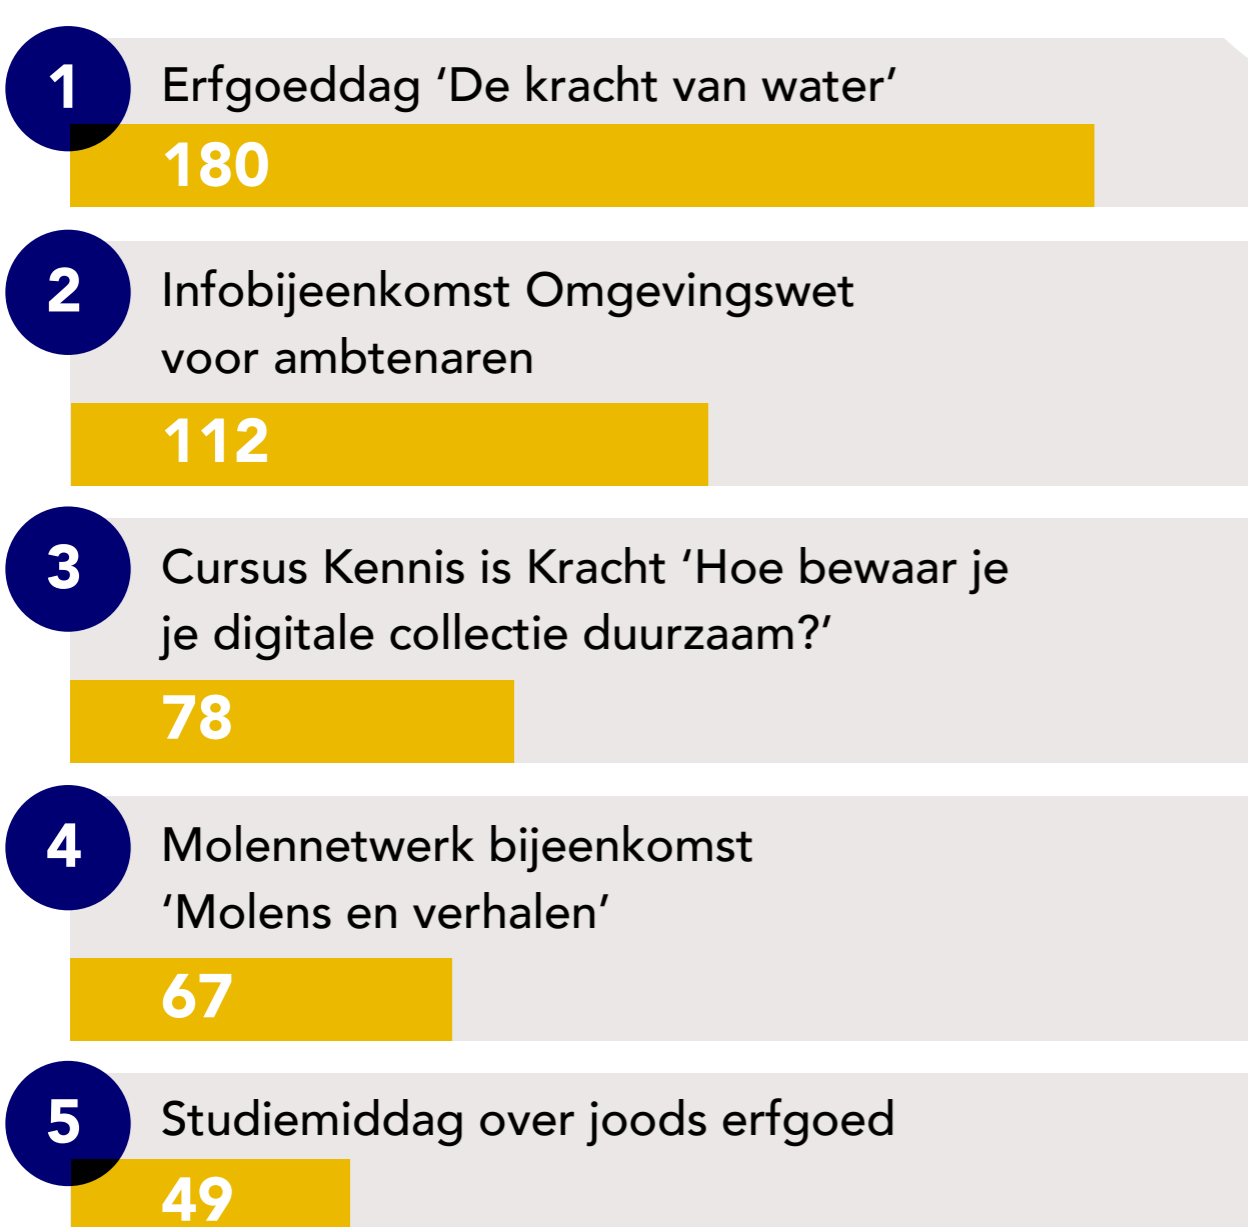 1
Erfgoeddag ‘De kracht van water’
180
2
Infobijeenkomst Omgevingswet
voor ambtenaren
112
3
Cursus Kennis is Kracht ‘Hoe bewaar je
je digitale collectie duurzaam?’
78
4
Molennetwerk bijeenkomst
‘Molens en verhalen’
67
5
Studiemiddag over joods erfgoed
49